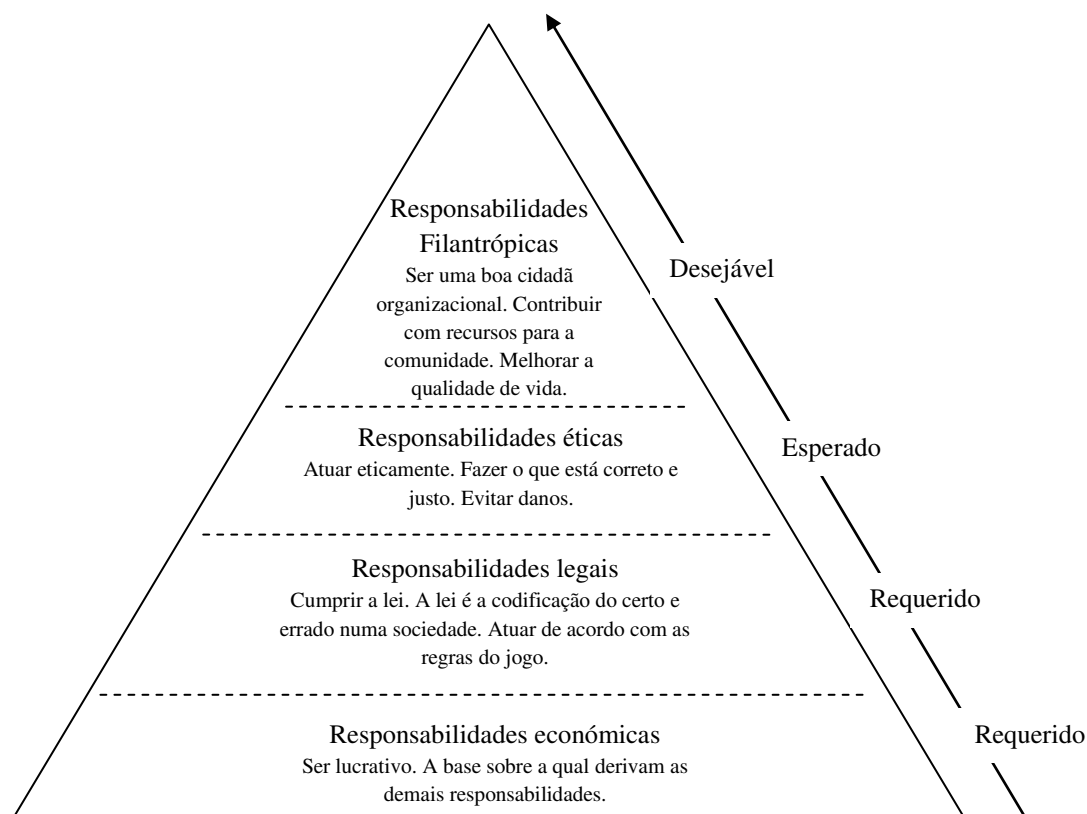 Responsabilidades
Filantrópicas
Ser uma boa cidadã
organizacional. Contribuir
com recursos para a
comunidade. Melhorar a
qualidade de vida.
Desejável
Responsabilidades éticas
Atuar eticamente. Fazer o que está correto e
justo. Evitar danos.
Esperado
Responsabilidades legais
Cumprir a lei. A lei é a codificação do certo e
errado numa sociedade. Atuar de acordo com as
regras do jogo.
Requerido
Responsabilidades económicas
Ser lucrativo. A base sobre a qual derivam as
demais responsabilidades.
Requerido